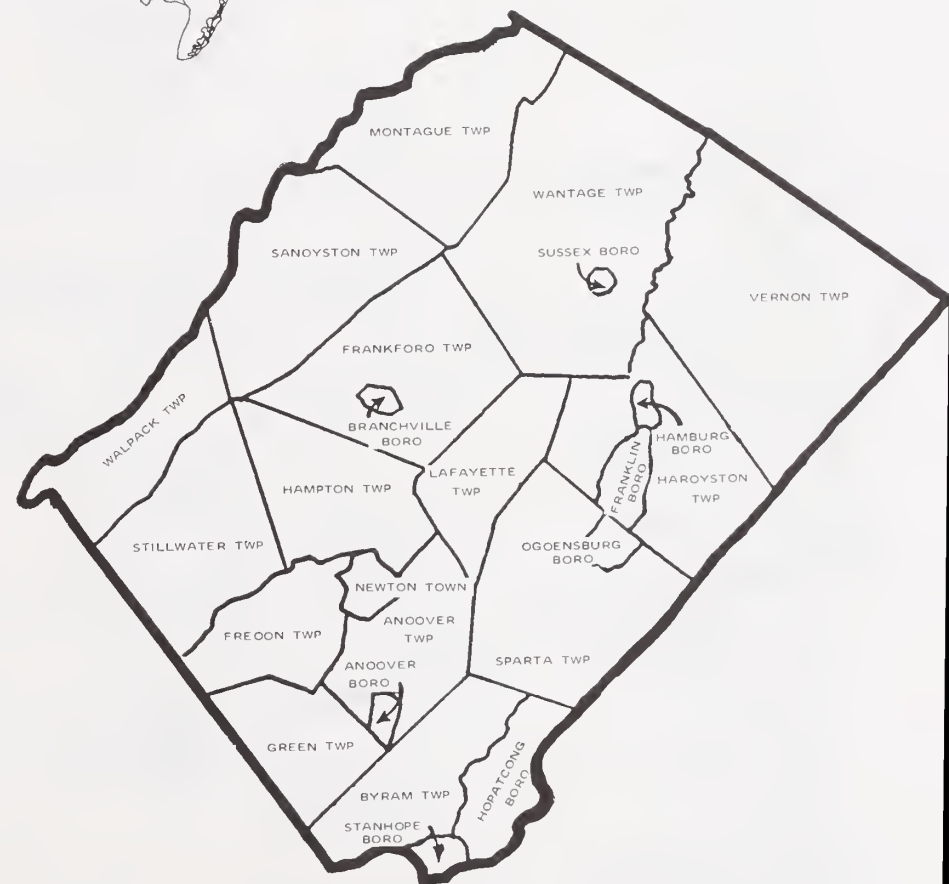 MONTAGUE TWP
WANTAGE TWP
SANOYSTON TWP
SUSSEX BORO
VERNON TWP
FRANKFORO TWP
BRANCHVILLE
BORO
WALPACK TWP
HAMBURG
BORO
LAFAYETTE
TWP
FRANKLIN
BORO
HAROYSTON
TWP
HAMPTON TWP
STILLWATER TWP
OGOENSBURG
BORO
NEWTON TOWN
FREOON TWP
ANOOVER
TWP
SPARTA TWP
ANOOVER
BORO
GREEN TWP
HOPATCONG
BORO
BYRAM TWP
STANHOPE
BORO